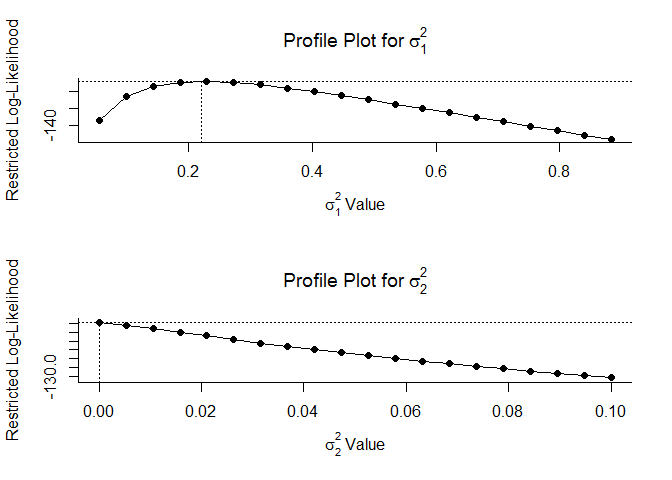 Profile Plot for σ₁²
Restricted Log-Likelihood
-140
0.2 0.4 0.6 0.8
σ₁² Value
Profile Plot for σ₂²
Restricted Log-Likelihood
-130.0
0.00 0.02 0.04 0.06 0.08 0.10
σ₂² Value